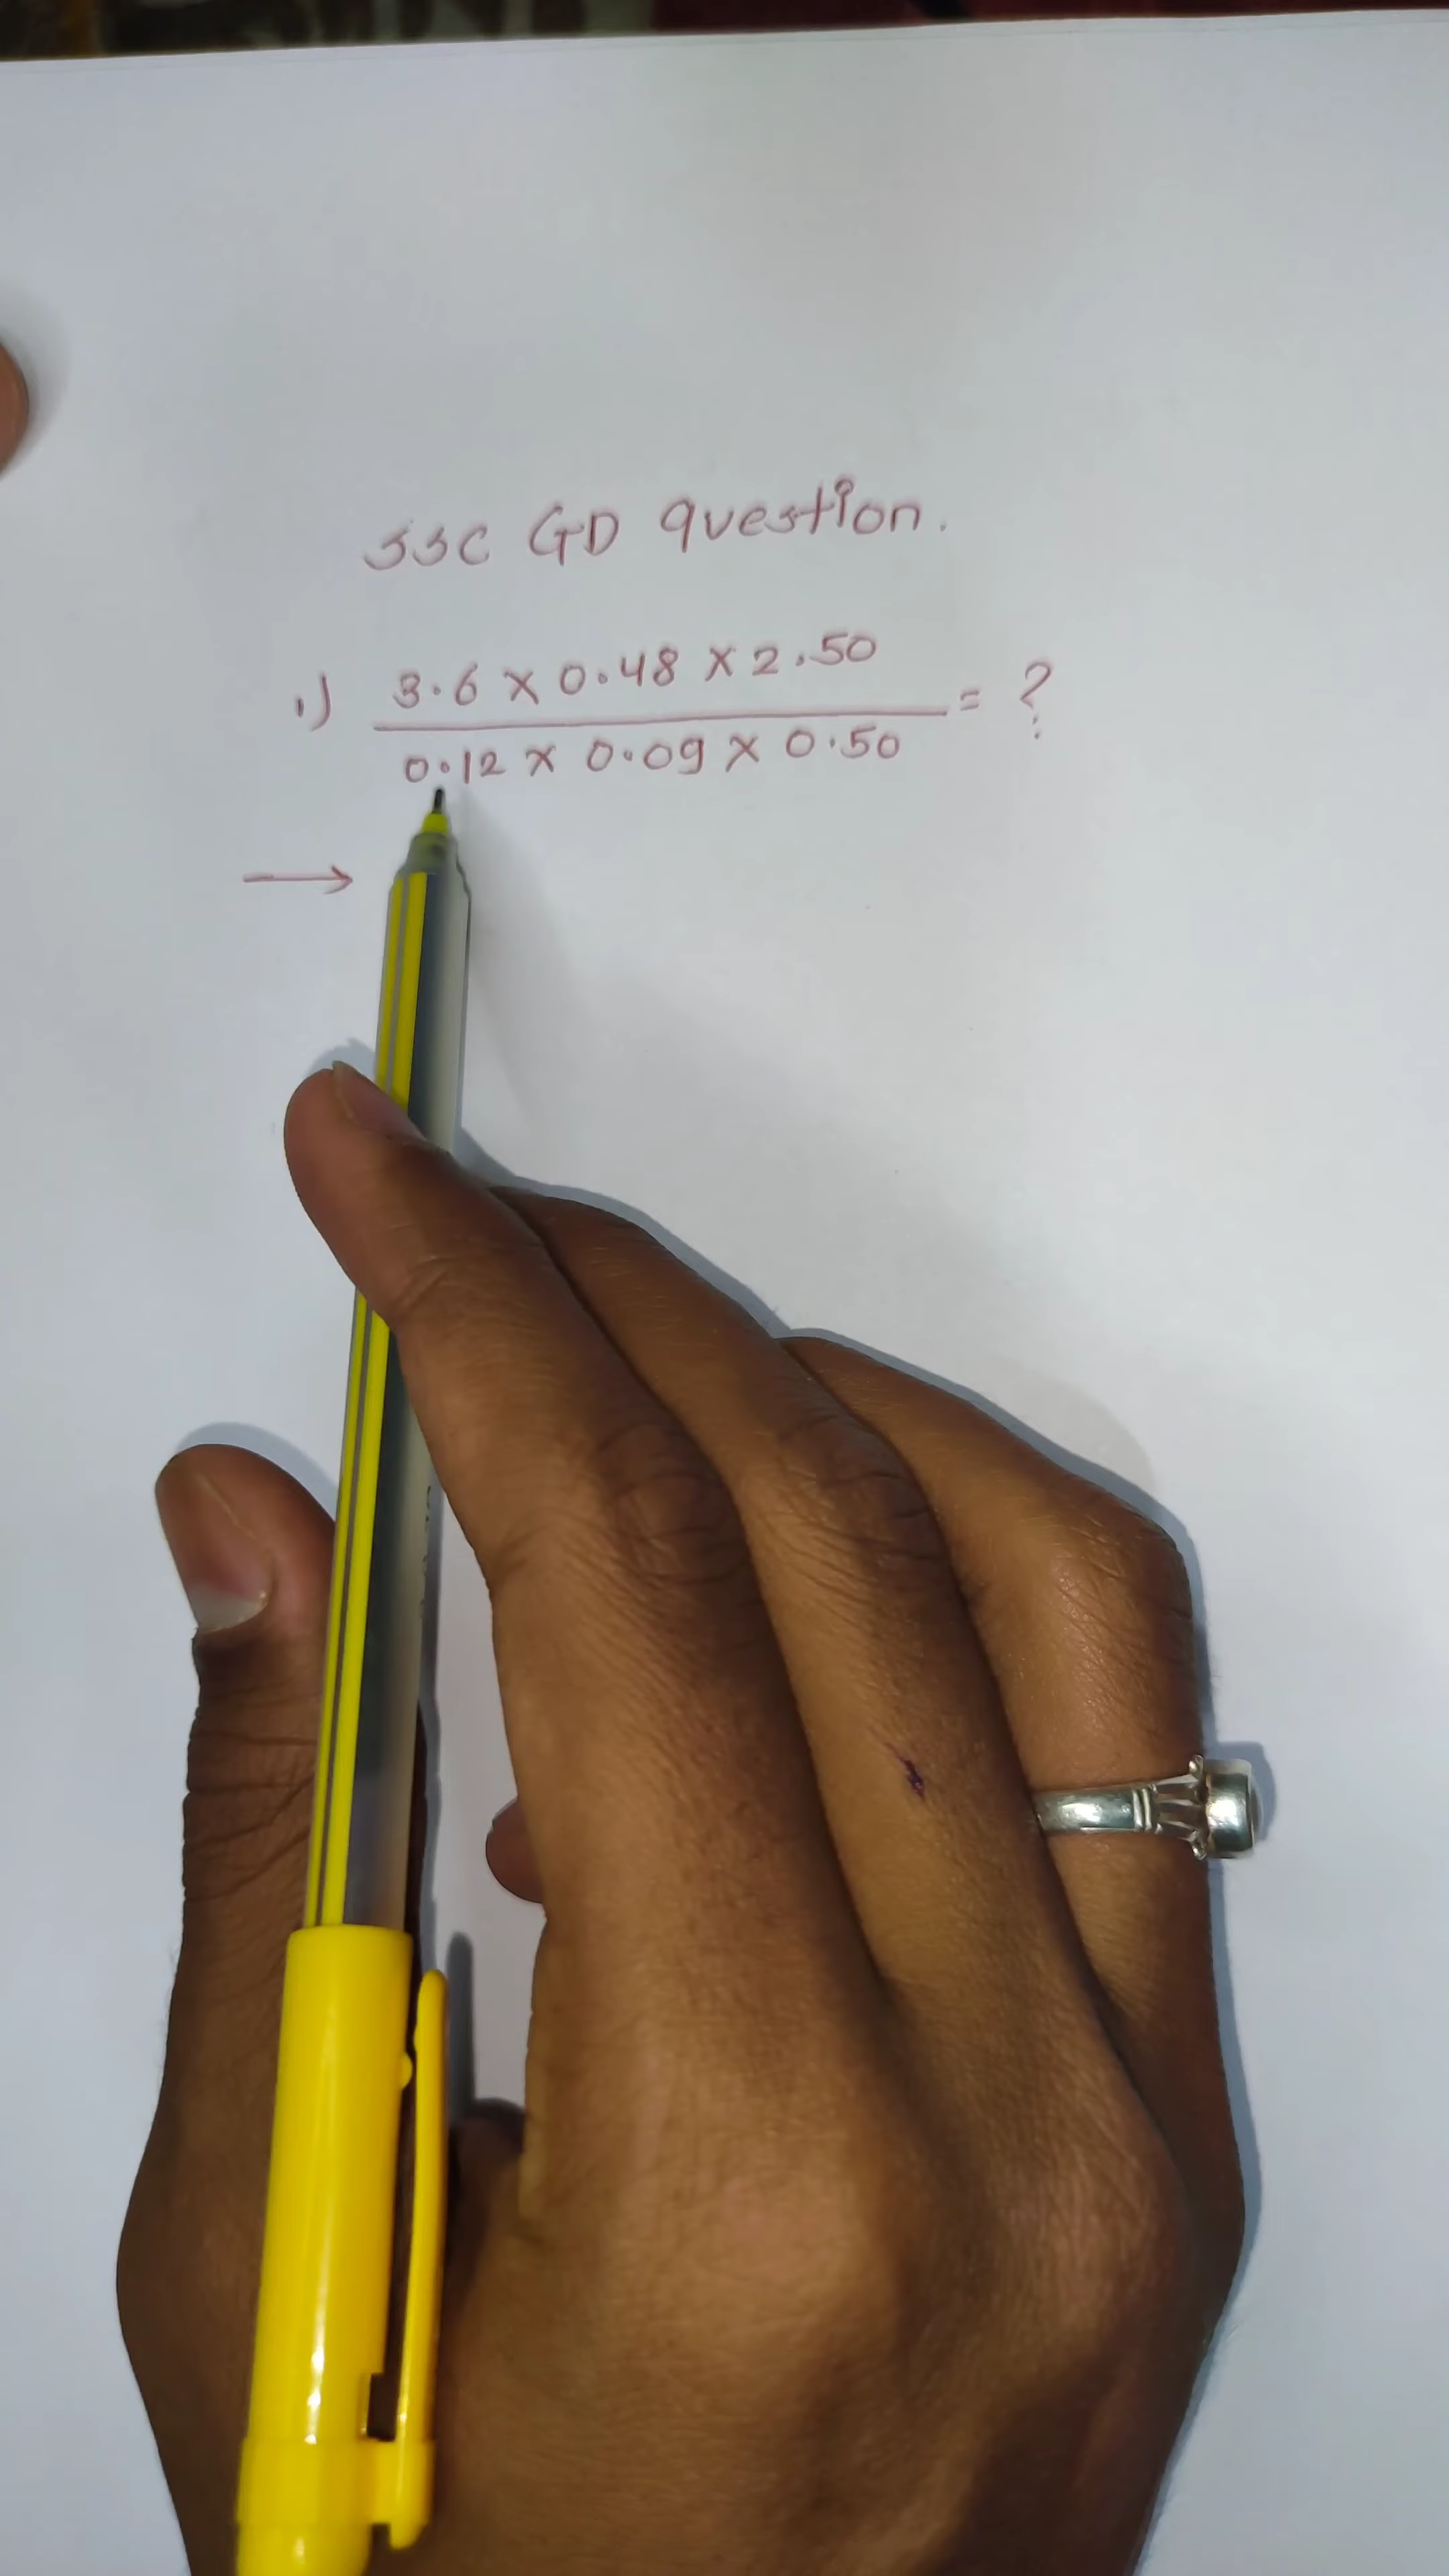 SSC GD question.
1.) 3.6 x 0.48 x 2.50 = ?
0.12 x 0.09 x 0.50
→